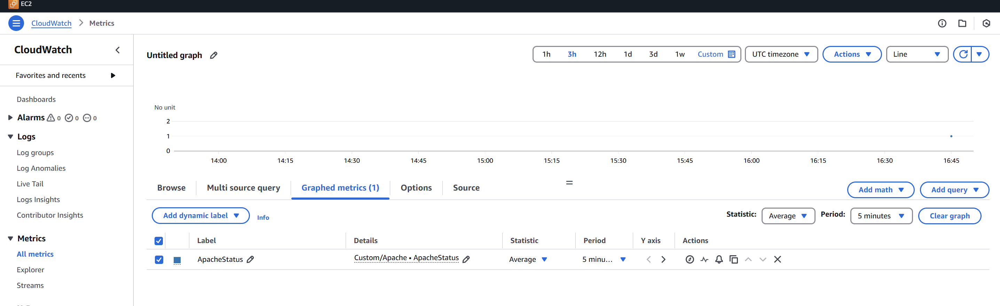 EC2
CloudWatch
Metrics
CloudWatch
Favorites and recents
Dashboards
Alarms 0 0 0
Logs
Log groups
Log Anomalies
Live Tail
Logs Insights
Contributor Insights
Metrics
All metrics
Explorer
Streams
Untitled graph
1h 3h 12h 1d 3d 1w Custom
UTC timezone
Actions
Line
No unit
2
1
0
14:00 14:15 14:30 14:45 15:00 15:15 15:30 15:45 16:00 16:15 16:30 16:45
Browse Multi source query Graphed metrics (1) Options Source
Add math Add query
Add dynamic label Info
Statistic: Average Period: 5 minutes Clear graph
Label Details Statistic Period Y axis Actions
ApacheStatus Custom/Apache • ApacheStatus Average 5 minu...